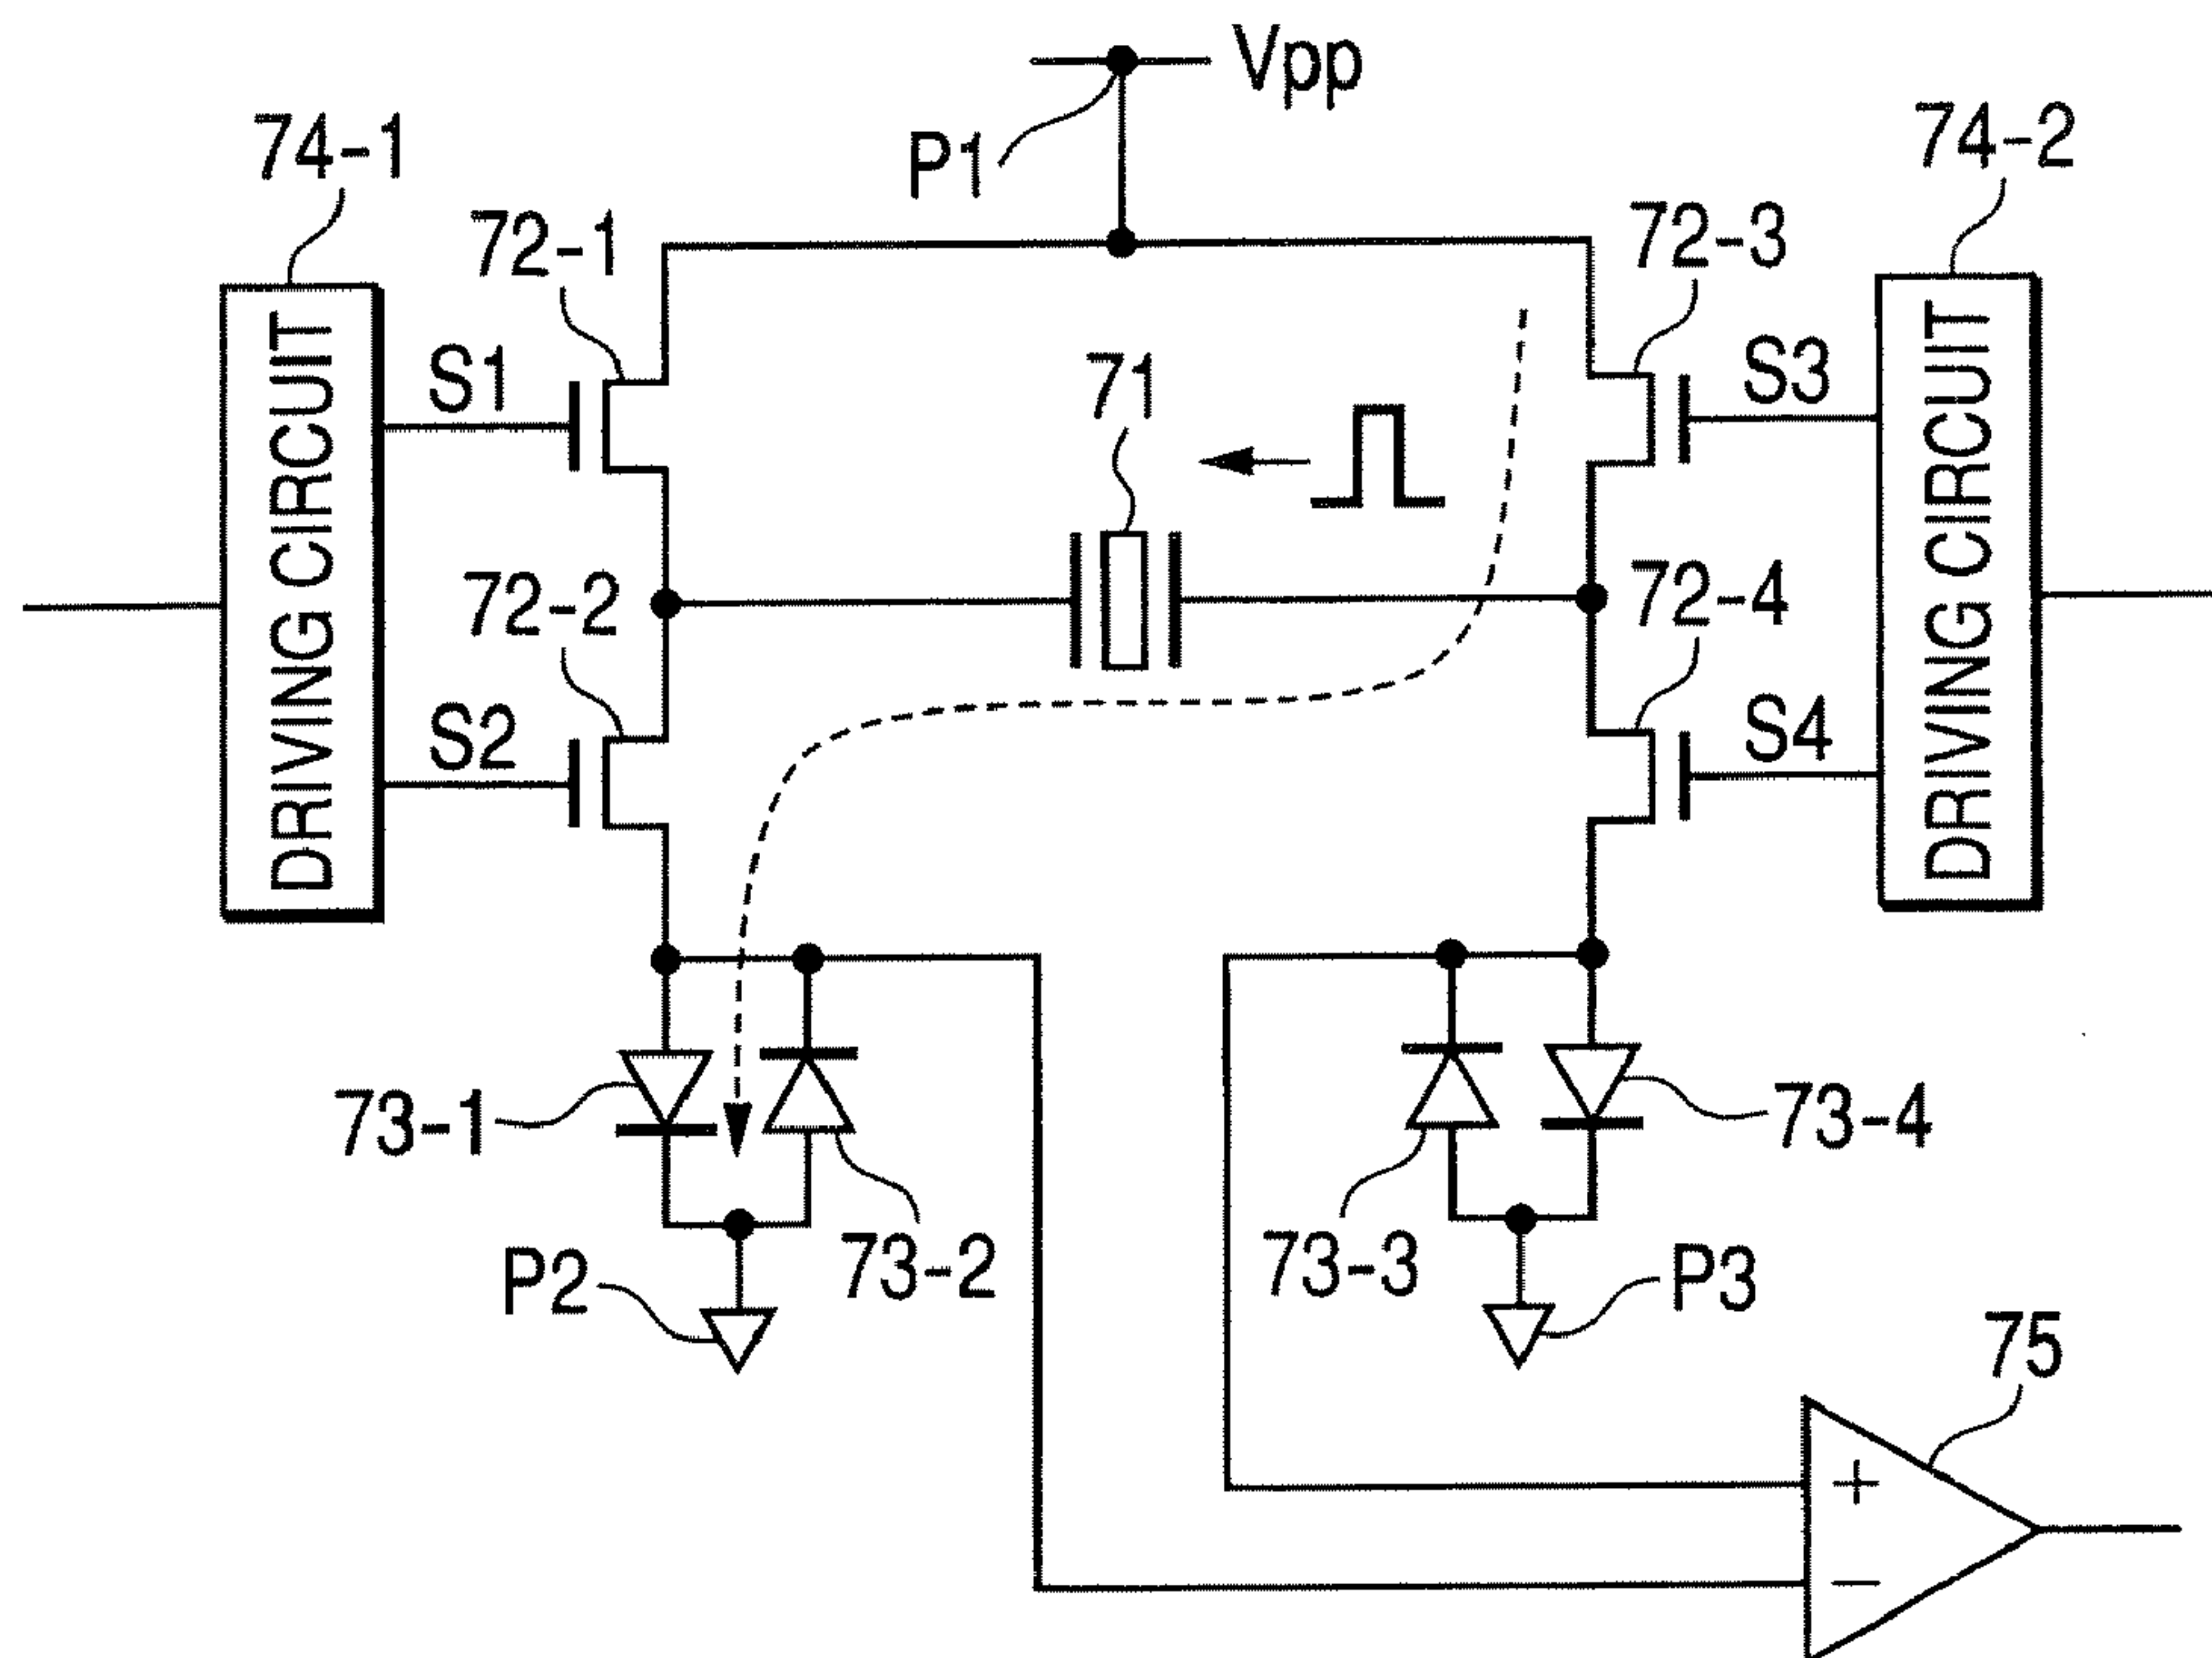 Vpp
P1
74-1
74-2
72-1
72-3
DRIVING CIRCUIT
S1
71
S3
DRIVING CIRCUIT
72-2
72-4
S2
S4
73-1
73-4
P2
73-2
73-3
P3
75
+
−